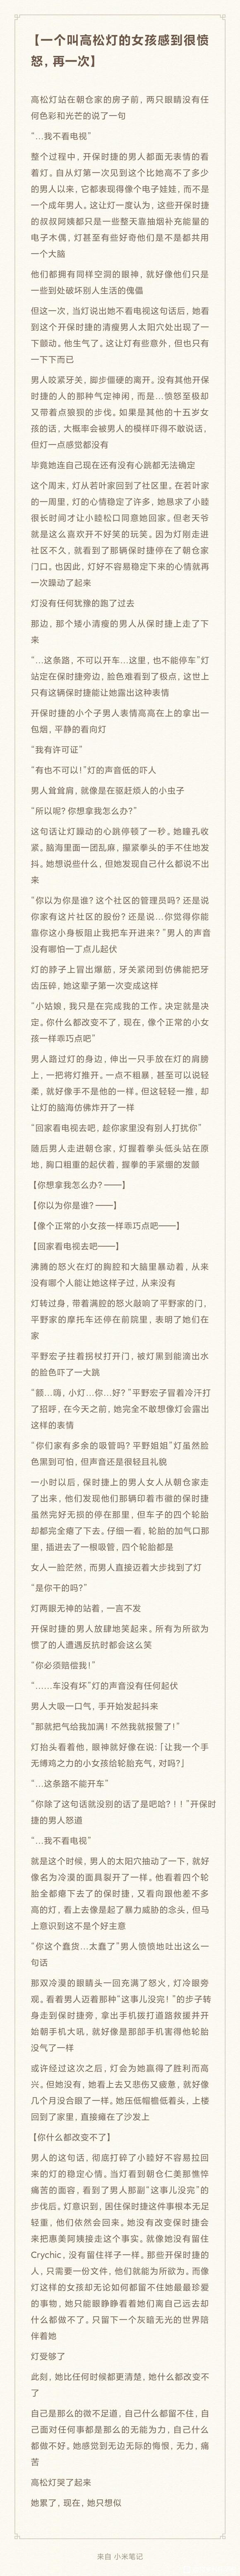 【一个叫高松灯的女孩感到很愤
怒，再一次】
高松灯站在朝仓家的房子前，两只眼睛没有任
何色彩和光芒的说了一句
“…我不看电视”
整个过程中，开保时捷的男人都面无表情的看
着灯。自从灯第一次见到这个比她高不了多少
的男人以来，它都表现得像个电子娃娃，而不是
一个成年男人。这让灯一度认为，这些开保时捷
的叔叔阿姨都只是一些整天靠抽烟补充能量的
电子木偶，灯甚至有些好奇他们是不是都共用
一个大脑
他们都拥有同样空洞的眼神，就好像他们只是
一些到处破坏别人生活的傀儡
但这一次，当灯说出她不看电视这句话后，她看
到这个开保时捷的清瘦男人太阳穴处出现了一
下颤动。他生气了。这让灯有些意外，但也只有
一下下而已
男人咬紧牙关，脚步僵硬的离开。没有其他开保
时捷的人的那种气定神闲，而是…愤怒至极却
又带着点狼狈的步伐。如果是其他的十五岁女
孩的话，大概率会被男人的模样吓得不敢说话，
但灯一点感觉都没有
毕竟她连自己现在还有没有心跳都无法确定
这个周末，灯从若叶家回到了社区里。在若叶家
的一周里，灯的心情稳定了许多，她恳求了小睦
很长时间才让小睦松口同意她回家。但老天爷
就是这么喜欢开不好笑的玩笑。因为灯刚走进
社区不久，就看到了那辆保时捷停在了朝仓家
门口。也因此，灯好不容易稳定下来的心情就再
一次躁动了起来
灯没有任何犹豫的跑了过去
那边，那个矮小清瘦的男人从保时捷上走了下
来
“…这条路，不可以开车…这里，也不能停车”灯
站定在保时捷旁边，脸色难看到了极点，这世上
只有这辆保时捷能让她露出这种表情
开保时捷的小个子男人表情高高在上的拿出一
包烟，平静的看向灯
“我有许可证”
“有也不可以！”灯的声音低的吓人
男人耸耸肩，就像是在驱赶烦人的小虫子
“所以呢？你想拿我怎么办？”
这句话让灯躁动的心跳停顿了一秒。她瞳孔收
紧。脑海里面一团乱麻，攥紧拳头的手不住地发
抖。她想说些什么，但她发现自己什么都说不出
来
“你以为你是谁？这个社区的管理员吗？还是说
你家有这片社区的股份？还是说…你觉得你能
靠你这小身板阻止我把车开进来？”男人的声音
没有哪怕一丁点儿起伏
灯的脖子上冒出爆筋，牙关紧闭到仿佛能把牙
齿压碎，她这辈子第一次变成这样
“小姑娘，我只是在完成我的工作。决定就是决
定。你什么都改变不了，现在，像个正常的小女
孩一样乖巧点吧”
男人路过灯的身边，伸出一只手放在灯的肩膀
上，一把将灯推开。一点不粗暴，甚至可以说轻
柔，就好像手不是他的一样。但这轻轻一推，却
让灯的脑海仿佛炸开了一样
“回家看电视去吧，趁你家里没有别人打扰你”
随后男人走进朝仓家，灯握着拳头低头站在原
地，胸口粗重的起伏着，握拳的手紧绷的发颤
【你想拿我怎么办？——】
【你以为你是谁？——】
【像个正常的小女孩一样乖巧点吧——】
【回家看电视去吧——】
沸腾的怒火在灯的胸腔和大脑里暴动着，从来
没有哪个人能让她这样子过，从来没有
灯转过身，带着满腔的怒火敲响了平野家的门，
平野家的摩托车还停在前院里，表明了她们在
家
平野宏子拄着拐杖打开门，被灯黑到能滴出水
的脸色吓了一大跳
“额…嗨，小灯…你…好？”平野宏子冒着冷汗打
了招呼，在今天之前，她完全不敢想像灯会露出
这样的表情
“你们家有多余的吸管吗？平野姐姐”灯虽然脸
色黑到可怕，但声音还是很轻且礼貌
一小时以后，保时捷上的男人女人从朝仓家走
了出来，他们发现他们那辆印着市徽的保时捷
虽然完好无损的停在那里，但车子的四个轮胎
却都完全瘪了下去。仔细一看，轮胎的加气口那
里，插进去了一根吸管，四个轮胎都是
女人一脸茫然，而男人直接迈着大步找到了灯
“是你干的吗？”
灯两眼无神的站着，一言不发
开保时捷的男人放肆地笑起来。所有为所欲为
惯了的人遭遇反抗时都会这么笑
“你必须赔偿我！”
“……车没有坏”灯的声音没有任何起伏
男人大吸一口气，手开始发起抖来
“那就把气给我加满！不然我就报警了！”
灯抬头看着他，眼神就好像在说：「让我一个手
无缚鸡之力的小女孩给轮胎充气，对吗？」
“…这条路不能开车”
“你除了这句话就没别的话了是吧哈？！！”开保时
捷的男人怒道
“…我不看电视”
就是这个时候，男人的太阳穴抽动了一下，就好
像名为冷漠的面具裂开了一样。他看着四个轮
胎全都瘪下去了的保时捷，又看向跟他差不多
高的灯，看上去像是起了暴力威胁的念头，但马
上意识到这不是个好主意
“你这个蠢货…太蠢了”男人愤愤地吐出这么一
句话
那双冷漠的眼睛头一回充满了怒火，灯冷眼旁
观。看着男人迈着那种“这事儿没完！”的步子转
身走到保时捷旁，拿出手机拨打道路救援并开
始朝手机大吼，就好像是那部手机害得他轮胎
没气了一样
或许经过这次之后，灯会为她赢得了胜利而高
兴。但她没有，她看上去又悲伤又疲惫，就好像
几个月没合眼了一样。她压低帽檐低着头，上楼
回到了家里，直接瘫在了沙发上
【你什么都改变不了】
男人的话语，彻底打碎了小睦好不容易拉回
来的灯的稳定心情。当灯看到朝仓仁美那憔悴
痛苦的面容，看到了男人那副“这事儿没完”的
步伐后。灯意识到，困住保时捷这件事根本无足
轻重，他们依然会回来。她没有改变保时捷会
来把惠美阿姨接走这个事实。就像她没有留住
Crychic，没有留住祥子一样。那些开保时捷的
人，只需要一份文件，他们就能为所欲为。而像
灯这样的女孩却无论如何都留不住她最最珍爱
的事物，她只能眼睁睁看着她们离自己远去却
什么都做不了。只留下一个灰暗无光的世界陪
伴着她
灯受够了
此刻，她比任何时候都更清楚，她什么都改变不
了
自己是那么的微不足道，自己什么都留不住，自
己面对任何事都是那么的无能为力，自己什么
都做不好。她感觉到无边无际的悔恨，无力，痛
苦
高松灯哭了起来
她累了，现在，她只想似
来自 小米笔记